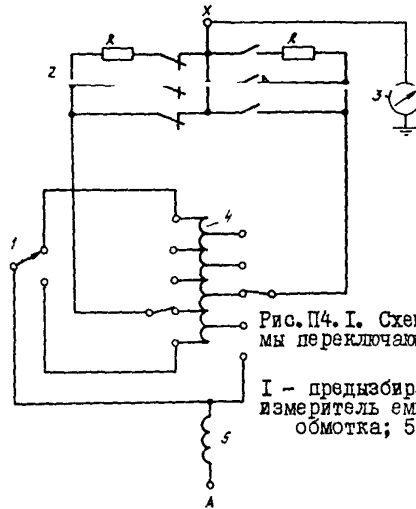 X
R
R
2
3
4
1
Рис.П4.I. Схе
мы переключаю
I – предызбир
измеритель ем
обмотка; 5
5
A